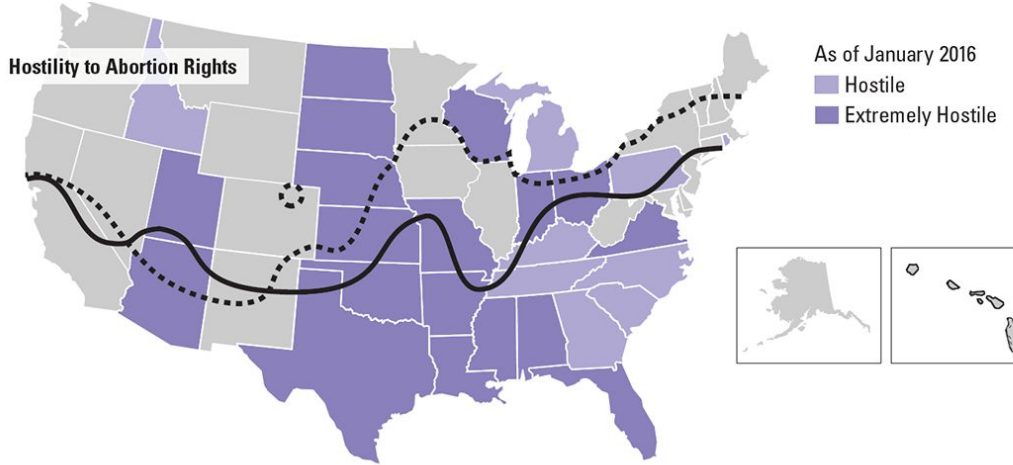 Hostility to Abortion Rights
As of January 2016
Hostile
Extremely Hostile